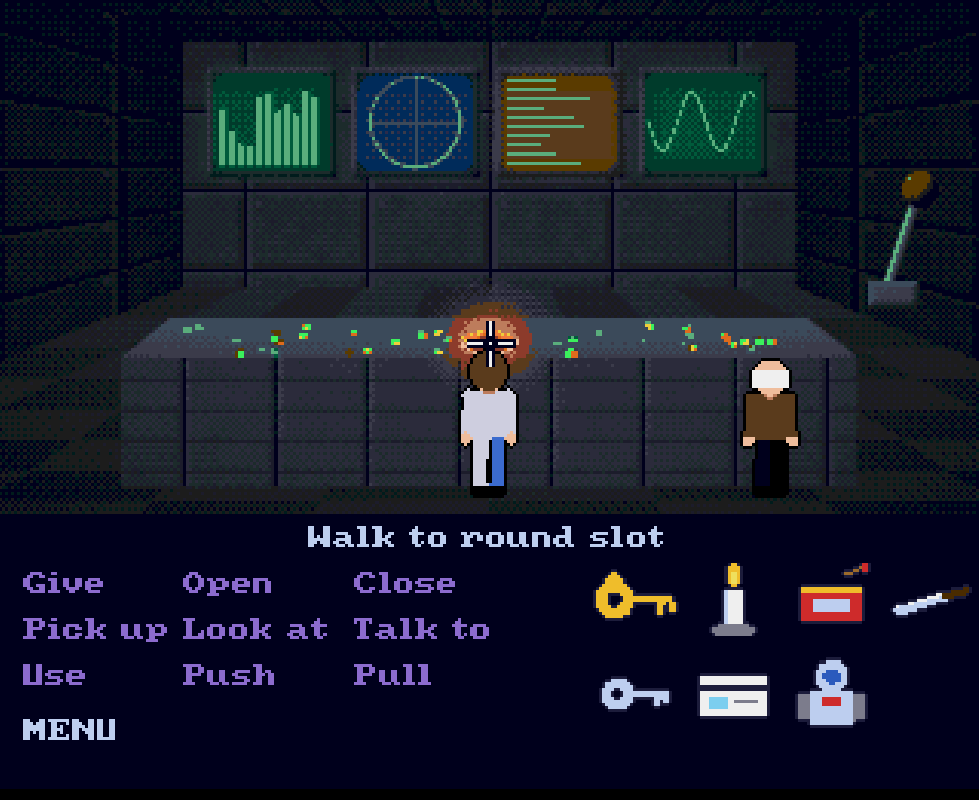 Walk to round slot
Give Open Close
Pick up Look at Talk to
Use Push Pull
MENU